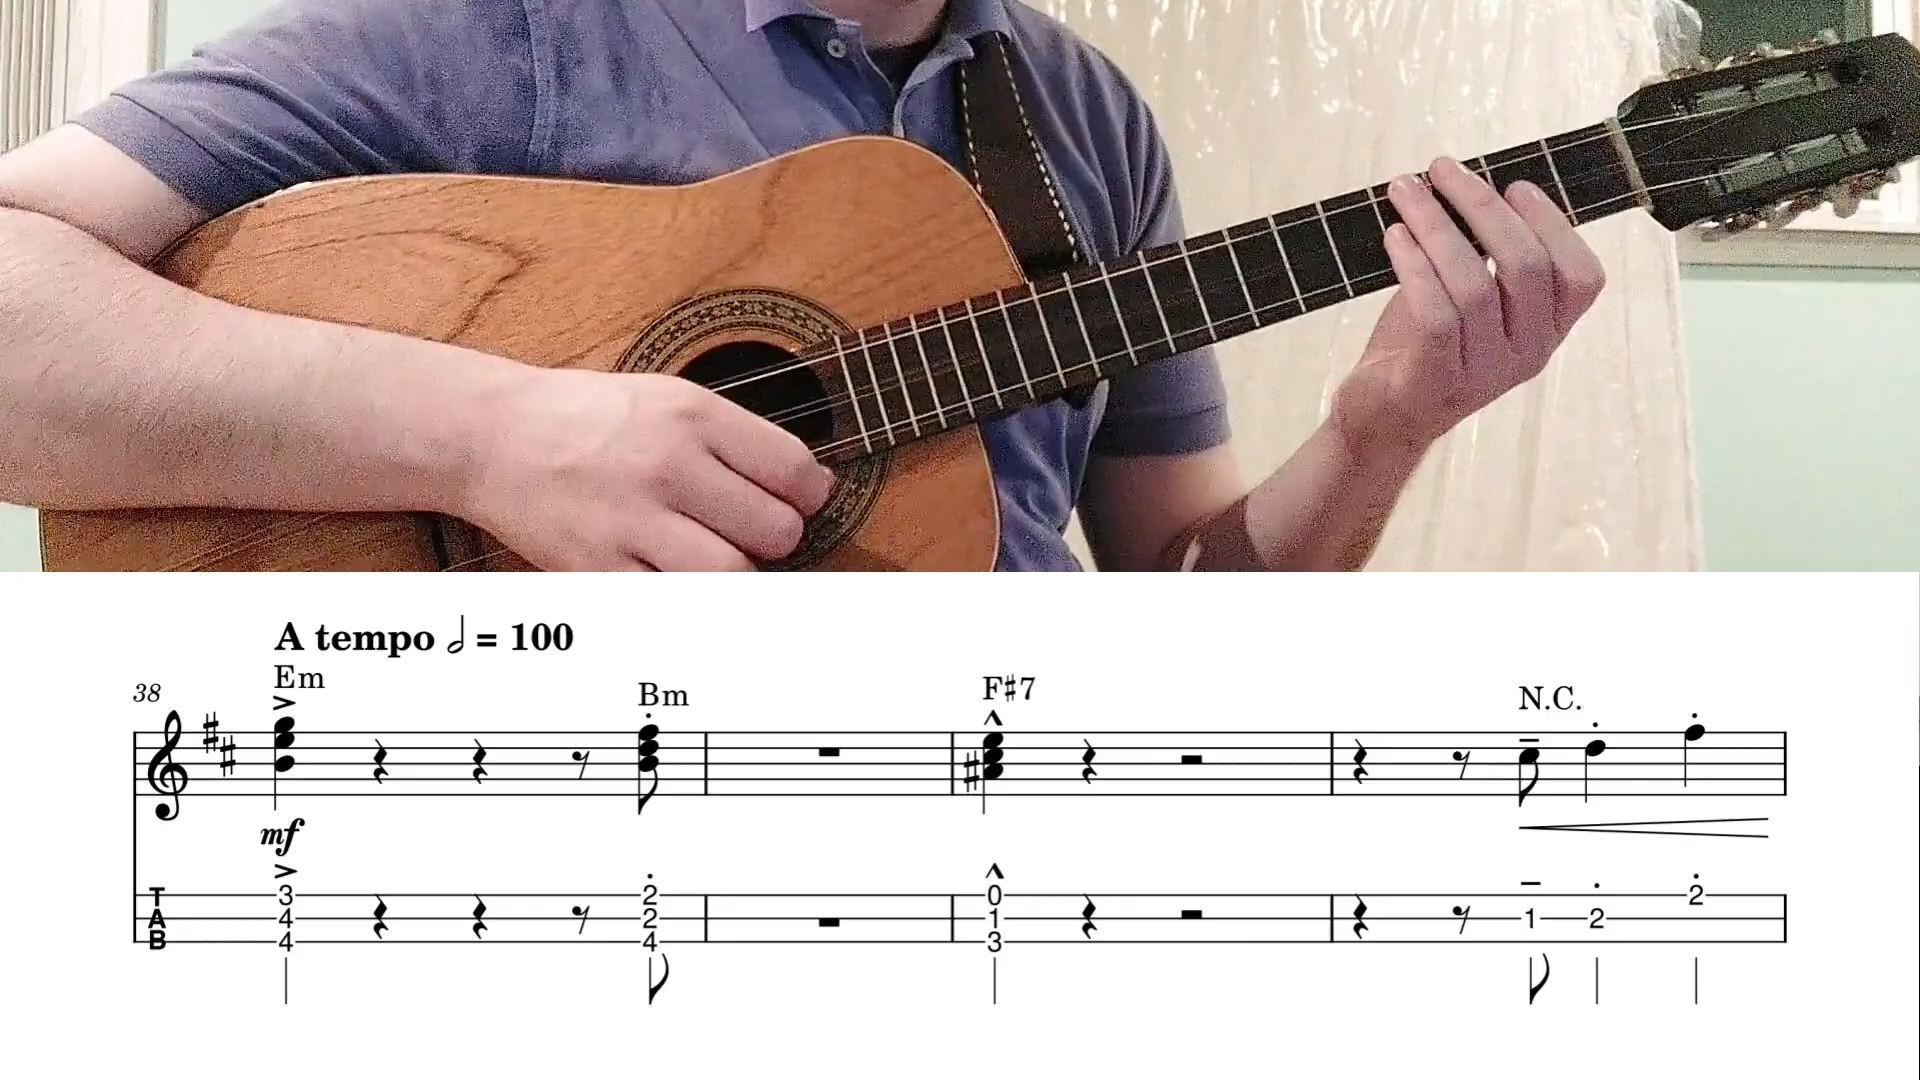 A tempo 𝅗𝅥 = 100
Em
38
Bm
F♯7
N.C.
mf
T
A
B
3 2 0 2
4 2 1 1 2
4 4 3